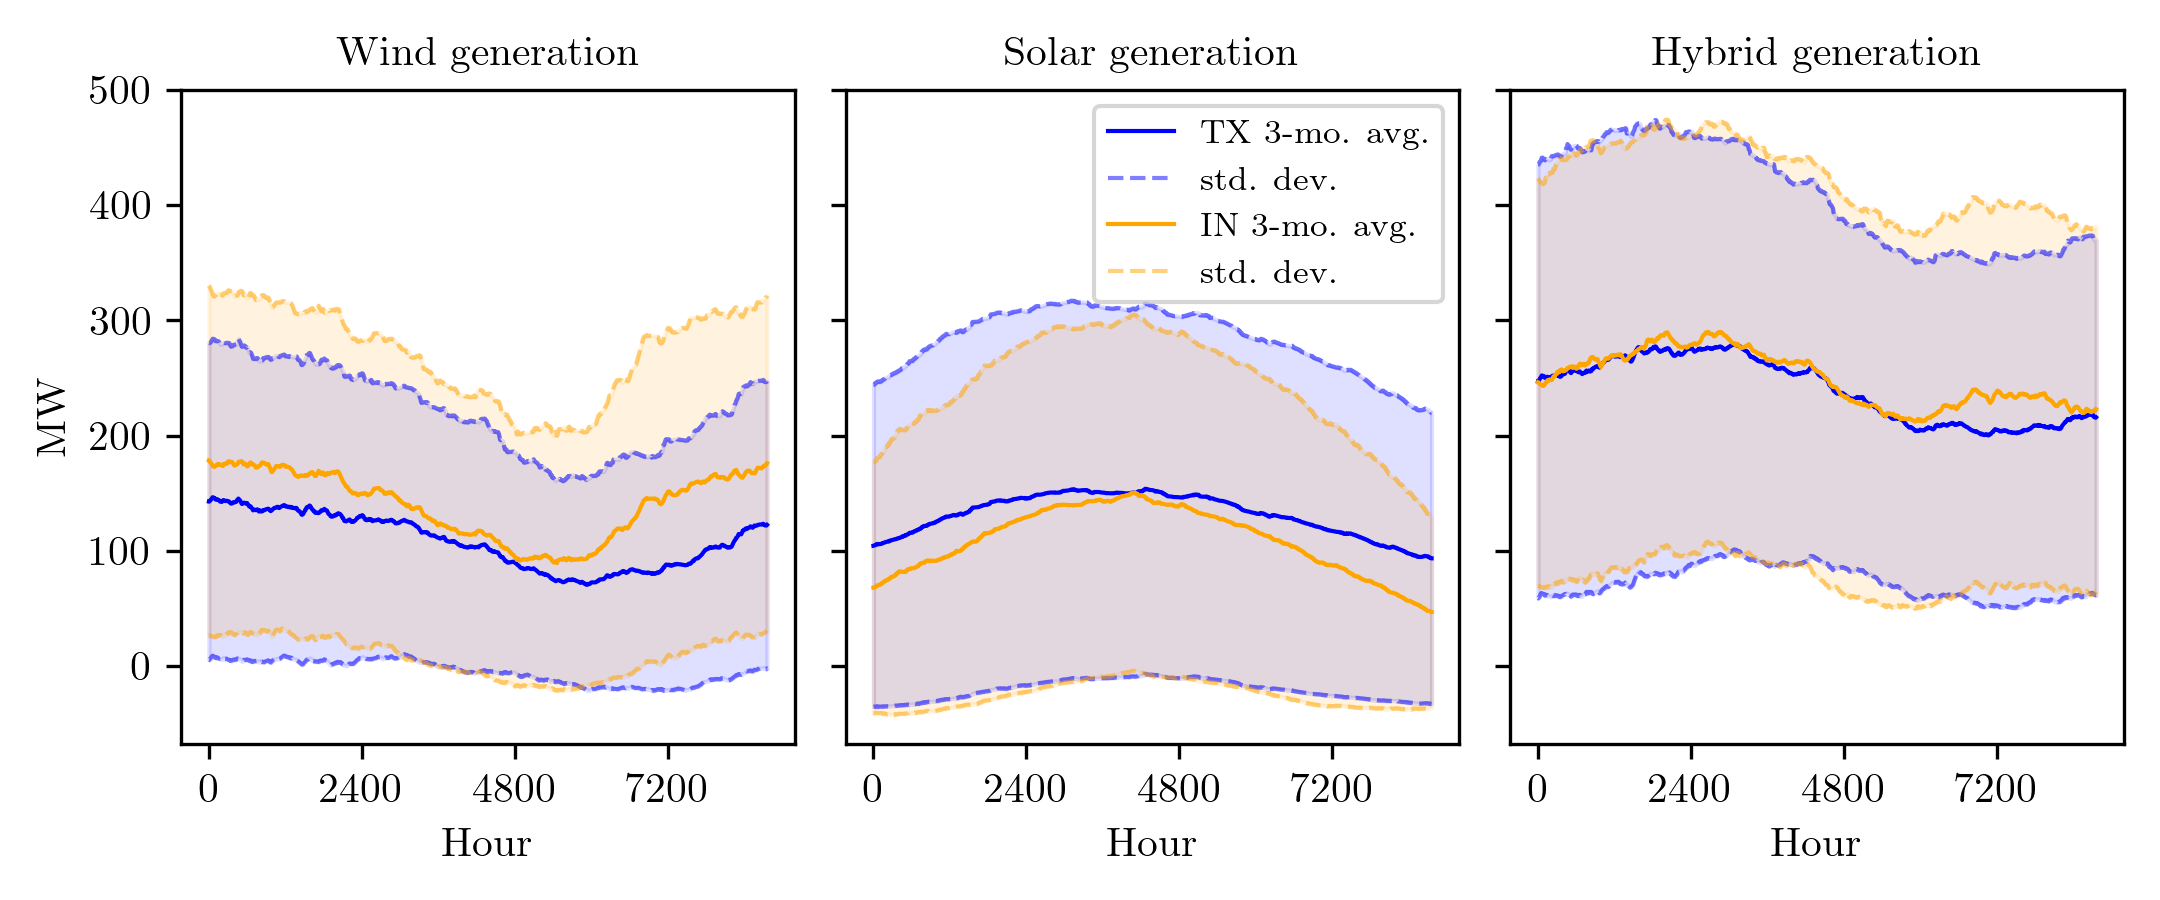 Wind generation
Solar generation
Hybrid generation
500
400
300
200
100
0
MW
TX 3-mo. avg.
std. dev.
IN 3-mo. avg.
std. dev.
0 2400 4800 7200
0 2400 4800 7200
0 2400 4800 7200
Hour
Hour
Hour